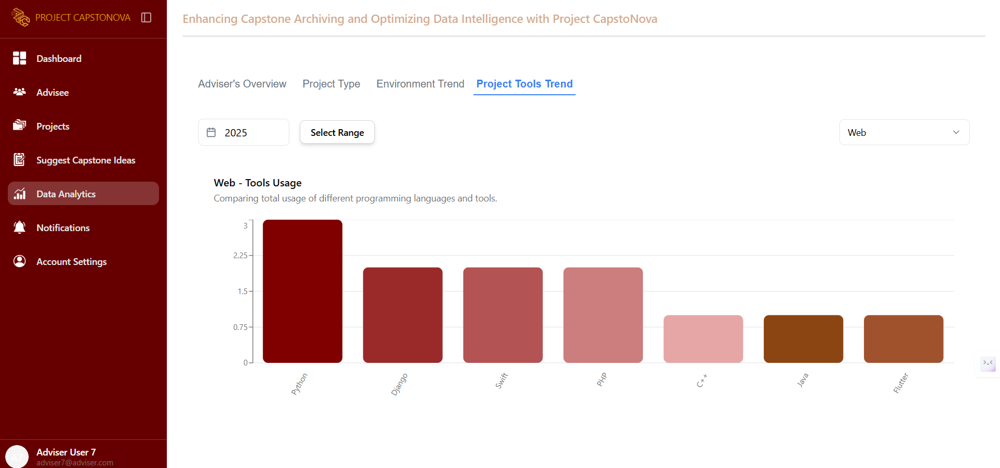 PROJECT CAPSTONOVA
Dashboard
Advisee
Projects
Suggest Capstone Ideas
Data Analytics
Notifications
Account Settings
A7
Adviser User 7
adviser7@adviser.com
Enhancing Capstone Archiving and Optimizing Data Intelligence with Project CapstoNova
Adviser's Overview Project Type Environment Trend Project Tools Trend
2025 Select Range Web
Web - Tools Usage
Comparing total usage of different programming languages and tools.
3
2.25
1.5
0.75
0
Python Django Swift PHP C++ Java Flutter